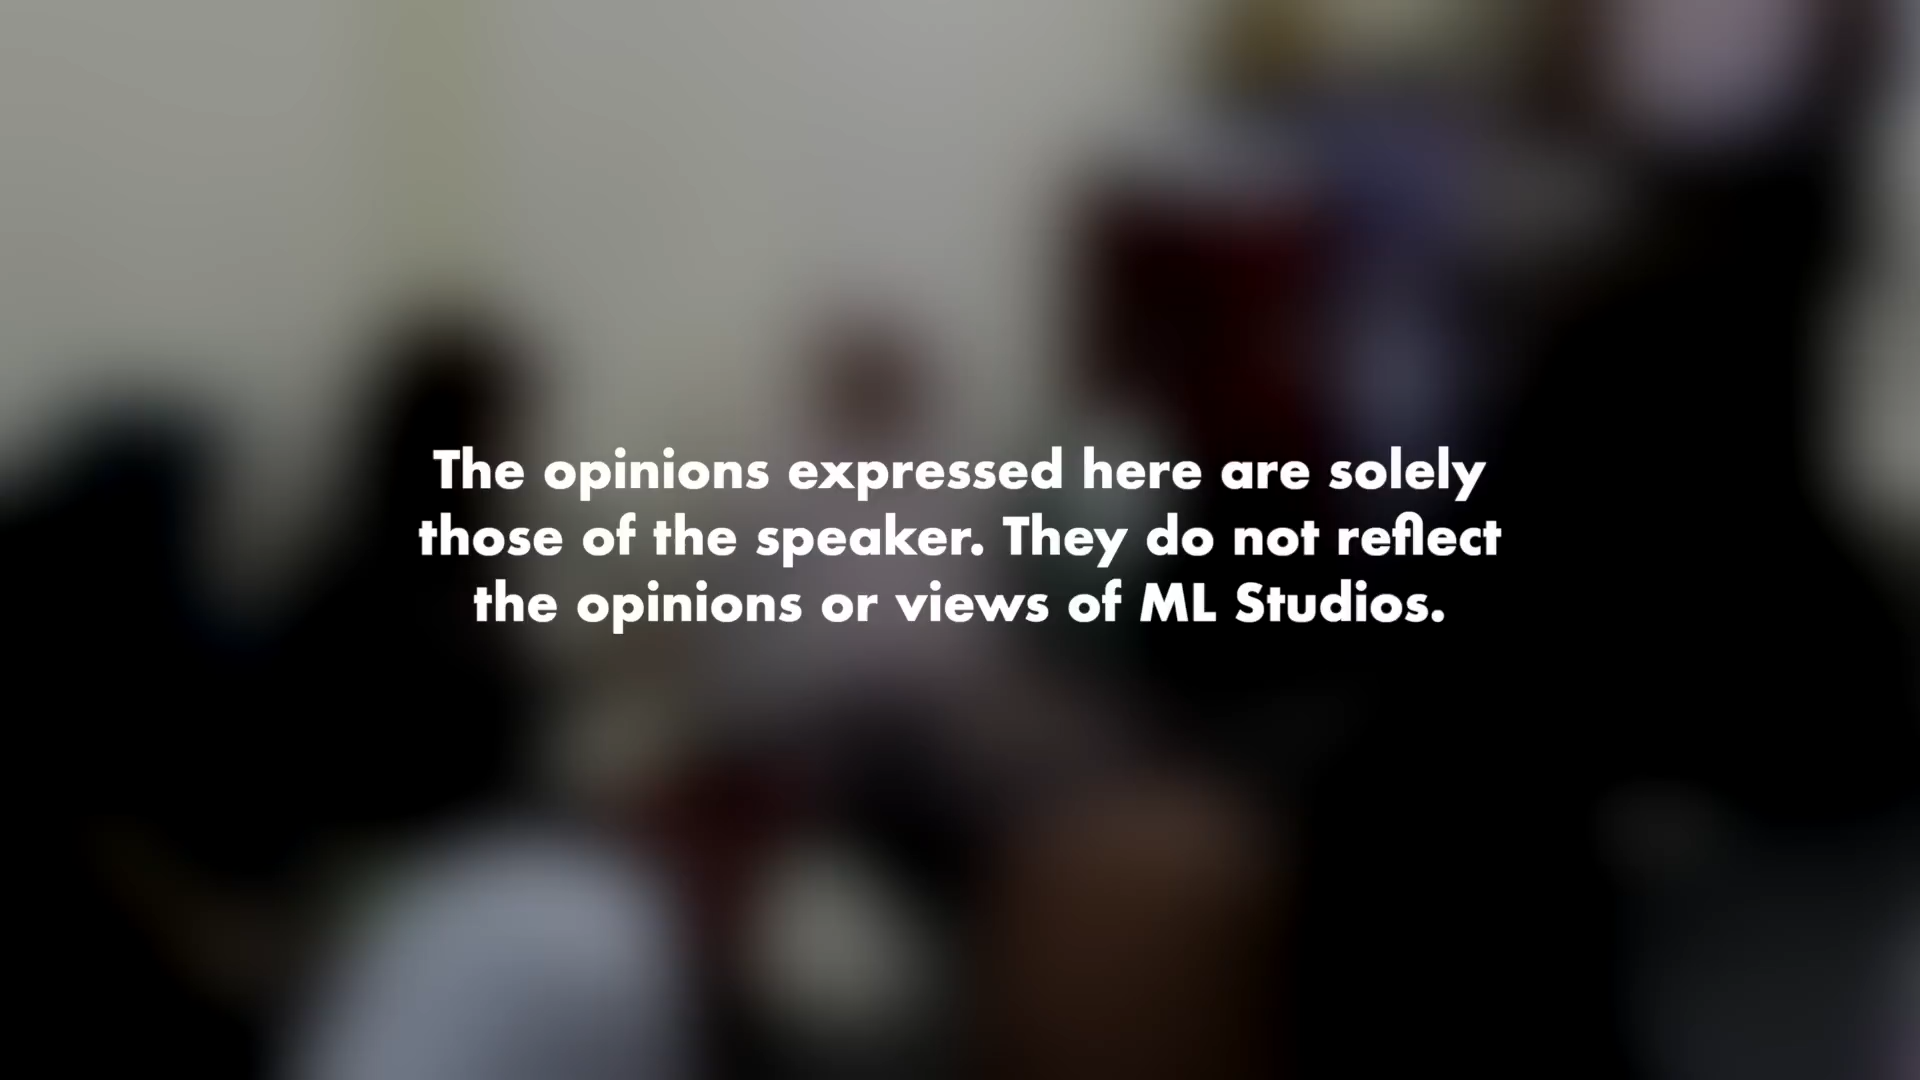 The opinions expressed here are solely
those of the speaker. They do not reflect
the opinions or views of ML Studios.